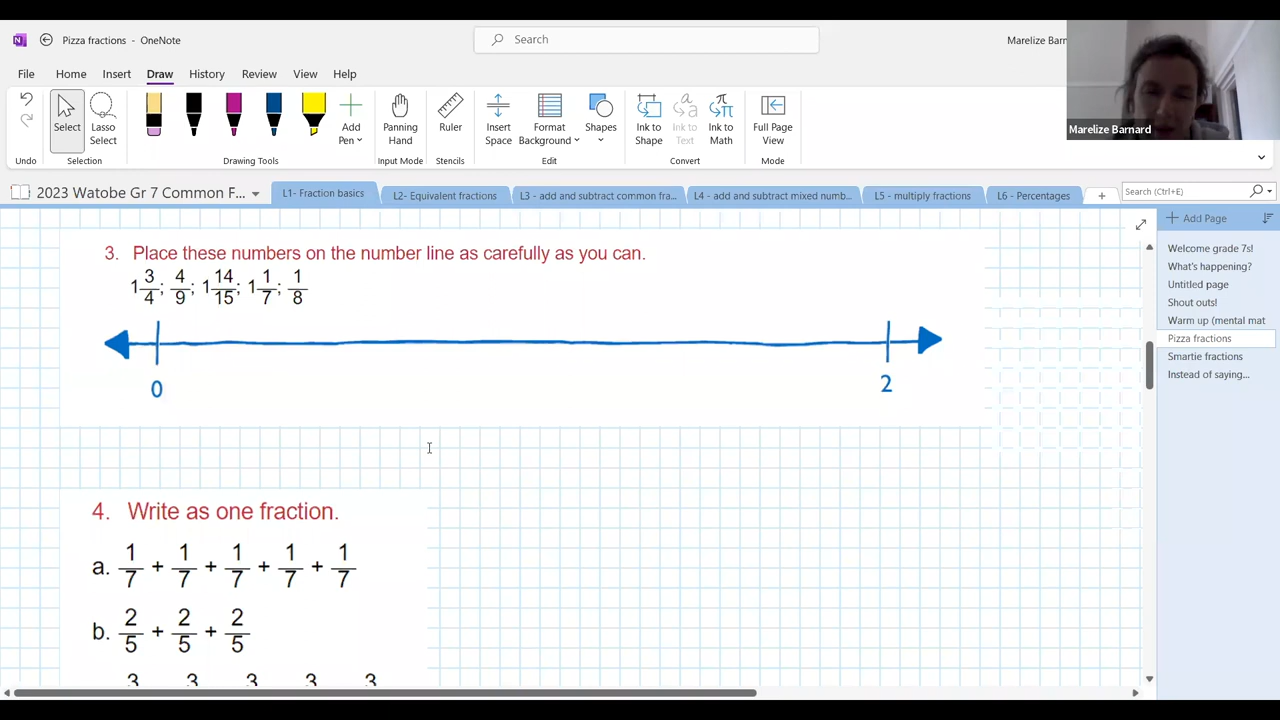 Pizza fractions - OneNote
Search
Marelize Barn
File Home Insert Draw History Review View Help
Undo
Select
Lasso Select
Selection
Drawing Tools
Add Pen
Panning Hand
Input Mode
Ruler
Stencils
Insert Space
Format Background
Shapes
Edit
Ink to Shape
Ink to Text
Ink to Math
Convert
Full Page View
Mode
Marelize Barnard
2023 Watobe Gr 7 Common F...
L1- Fraction basics
L2- Equivalent fractions
L3 - add and subtract common fra...
L4 - add and subtract mixed numb...
L5 - multiply fractions
L6 - Percentages
+
Search (Ctrl+E)
Add Page
Welcome grade 7s!
What's happening?
Untitled page
Shout outs!
Warm up (mental mat
Pizza fractions
Smartie fractions
Instead of saying...
3. Place these numbers on the number line as carefully as you can.
1 3/4; 4/9; 1 14/15; 1 1/7; 1/8
0 2
4. Write as one fraction.
a. 1/7 + 1/7 + 1/7 + 1/7 + 1/7
b. 2/5 + 2/5 + 2/5
3 3 3 3 3